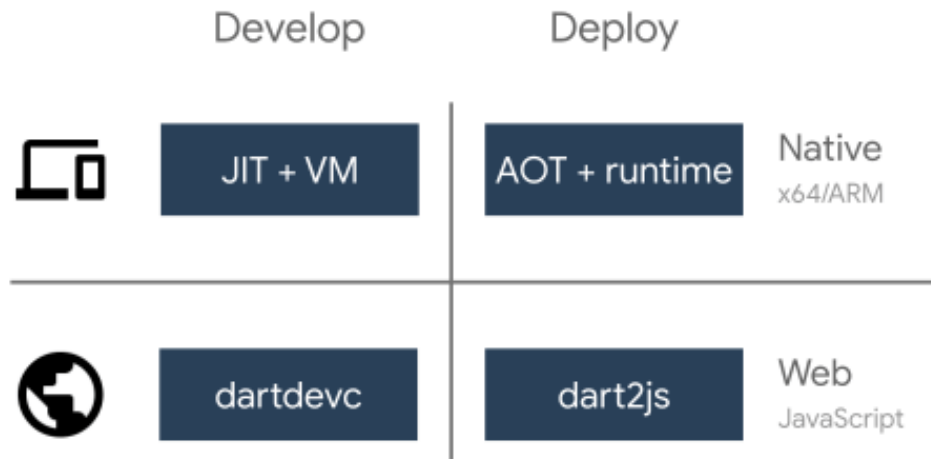 Develop
Deploy
JIT + VM
AOT + runtime
Native
x64/ARM
dartdevc
dart2js
Web
JavaScript